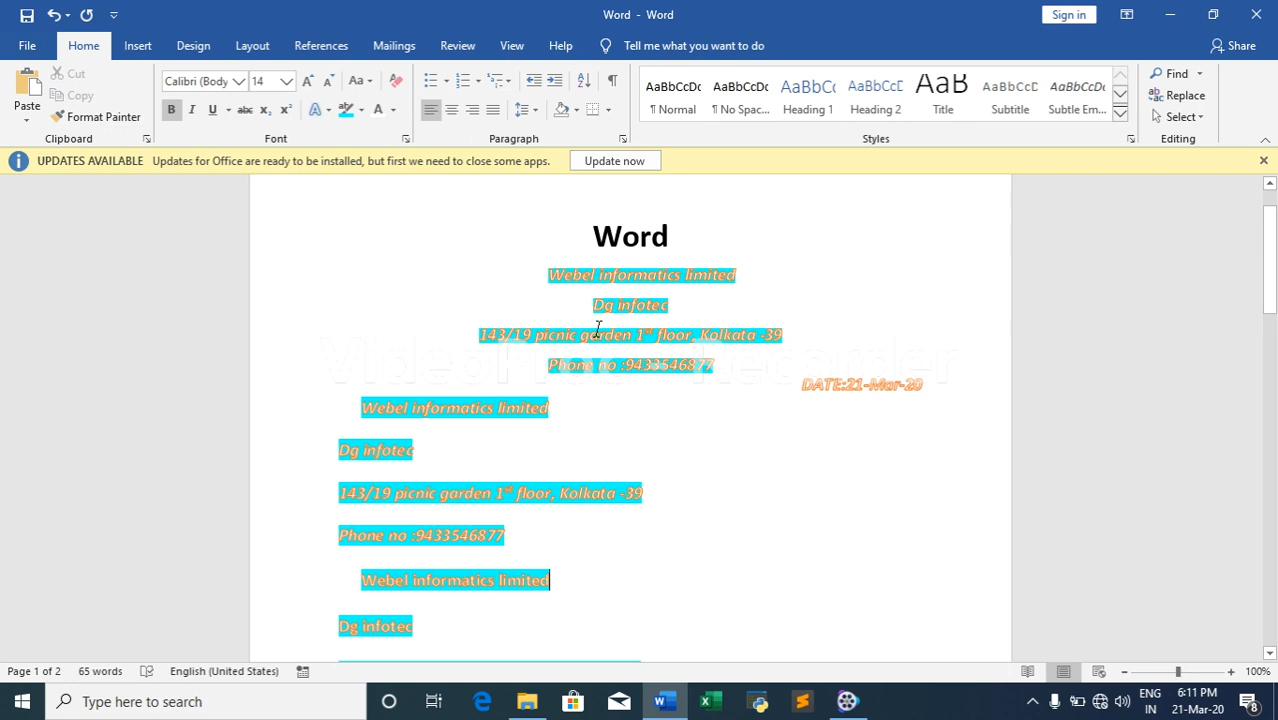 Word - Word
Sign in
File Home Insert Design Layout References Mailings Review View Help Tell me what you want to do Share
Paste
Cut
Copy
Format Painter
Clipboard
Calibri (Body 14
B I U abc x₂ x²
Font
Paragraph
AaBbCcDc AaBbCcDc AaBbCc AaBbCcD AaB AaBbCcD AaBbCcDc
¶ Normal ¶ No Spac... Heading 1 Heading 2 Title Subtitle Subtle Em...
Styles
Find
Replace
Select
Editing
UPDATES AVAILABLE Updates for Office are ready to be installed, but first we need to close some apps. Update now
Word
Webel informatics limited
Dg infotec
143/19 picnic garden 1st floor, Kolkata -39
Phone no :9433546877
DATE:21-Mar-20
Webel informatics limited
Dg infotec
143/19 picnic garden 1st floor, Kolkata -39
Phone no :9433546877
Webel informatics limited
Dg infotec
Page 1 of 2 65 words English (United States) 100%
Type here to search
ENG
IN
6:11 PM
21-Mar-20
8